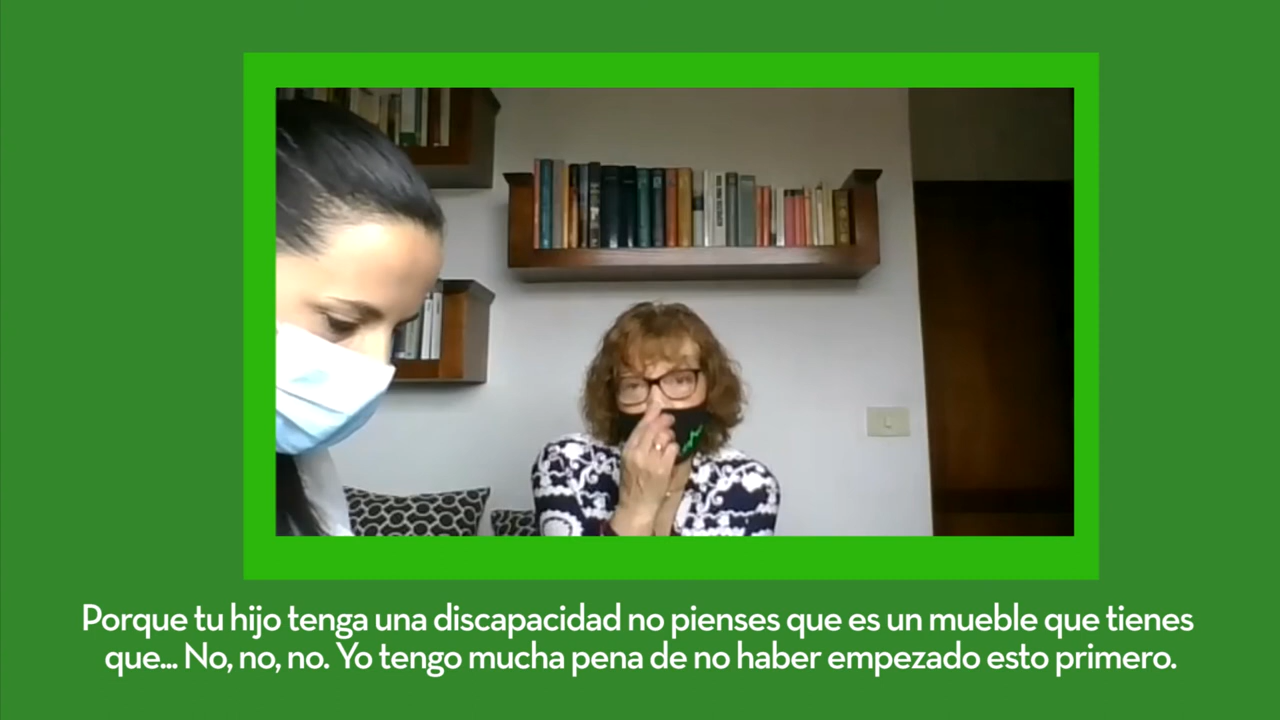 Porque tu hijo tenga una discapacidad no pienses que es un mueble que tienes
que... No, no, no. Yo tengo mucha pena de no haber empezado esto primero.